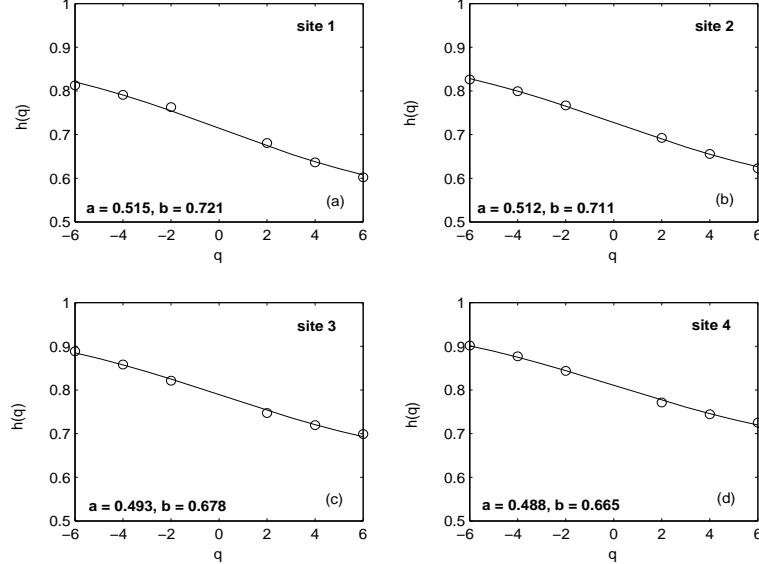 site 1
h(q)
1
0.9
0.8
0.7
0.6
0.5
a = 0.515, b = 0.721
(a)
−6 −4 −2 0 2 4 6
q
site 2
h(q)
1
0.9
0.8
0.7
0.6
0.5
a = 0.512, b = 0.711
(b)
−6 −4 −2 0 2 4 6
q
site 3
h(q)
1
0.9
0.8
0.7
0.6
0.5
a = 0.493, b = 0.678
(c)
−6 −4 −2 0 2 4 6
q
site 4
h(q)
1
0.9
0.8
0.7
0.6
0.5
a = 0.488, b = 0.665
(d)
−6 −4 −2 0 2 4 6
q